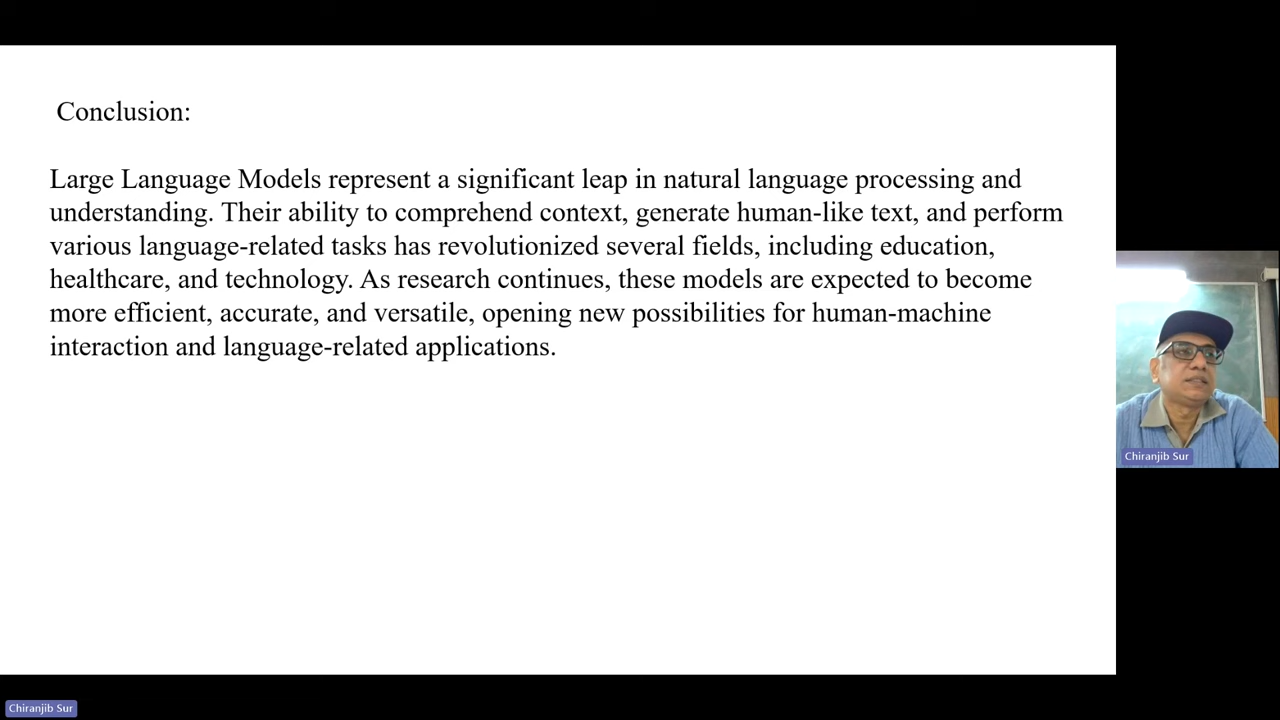 Conclusion:
Large Language Models represent a significant leap in natural language processing and
understanding. Their ability to comprehend context, generate human-like text, and perform
various language-related tasks has revolutionized several fields, including education,
healthcare, and technology. As research continues, these models are expected to become
more efficient, accurate, and versatile, opening new possibilities for human-machine
interaction and language-related applications.
Chiranjib Sur
Chiranjib Sur